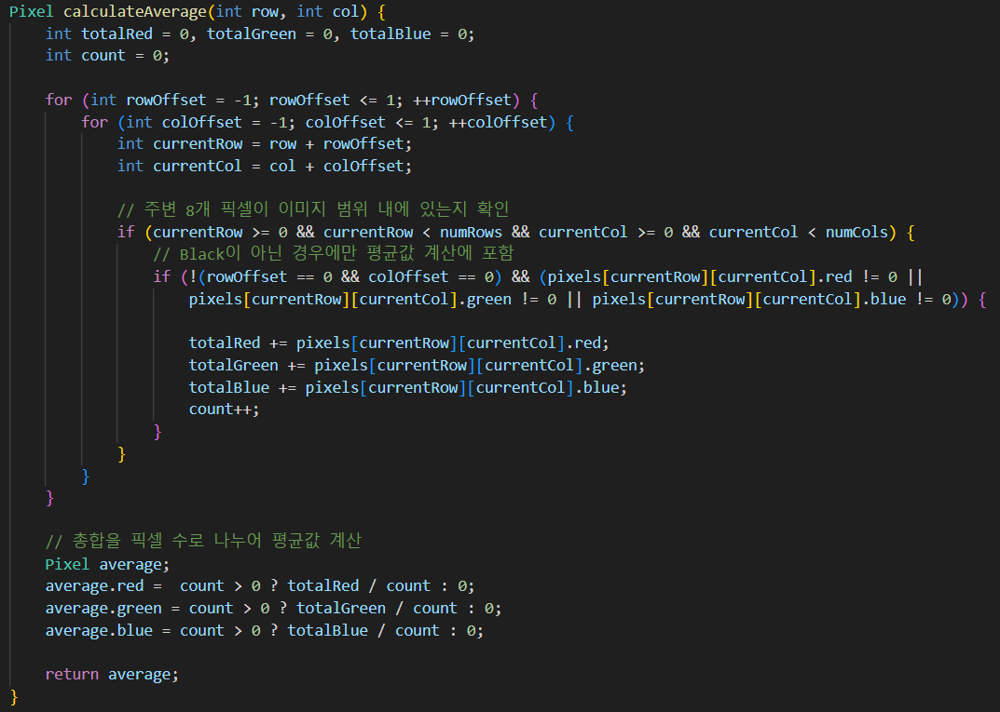 Pixel calculateAverage(int row, int col) {
    int totalRed = 0, totalGreen = 0, totalBlue = 0;
    int count = 0;

    for (int rowOffset = -1; rowOffset <= 1; ++rowOffset) {
        for (int colOffset = -1; colOffset <= 1; ++colOffset) {
            int currentRow = row + rowOffset;
            int currentCol = col + colOffset;

            // 주변 8개 픽셀이 이미지 범위 내에 있는지 확인
            if (currentRow >= 0 && currentRow < numRows && currentCol >= 0 && currentCol < numCols) {
                // Black이 아닌 경우에만 평균값 계산에 포함
                if (!(rowOffset == 0 && colOffset == 0) && (pixels[currentRow][currentCol].red != 0 ||
                    pixels[currentRow][currentCol].green != 0 || pixels[currentRow][currentCol].blue != 0)) {

                    totalRed += pixels[currentRow][currentCol].red;
                    totalGreen += pixels[currentRow][currentCol].green;
                    totalBlue += pixels[currentRow][currentCol].blue;
                    count++;
                }
            }
        }
    }

    // 총합을 픽셀 수로 나누어 평균값 계산
    Pixel average;
    average.red =  count > 0 ? totalRed / count : 0;
    average.green = count > 0 ? totalGreen / count : 0;
    average.blue = count > 0 ? totalBlue / count : 0;

    return average;
}